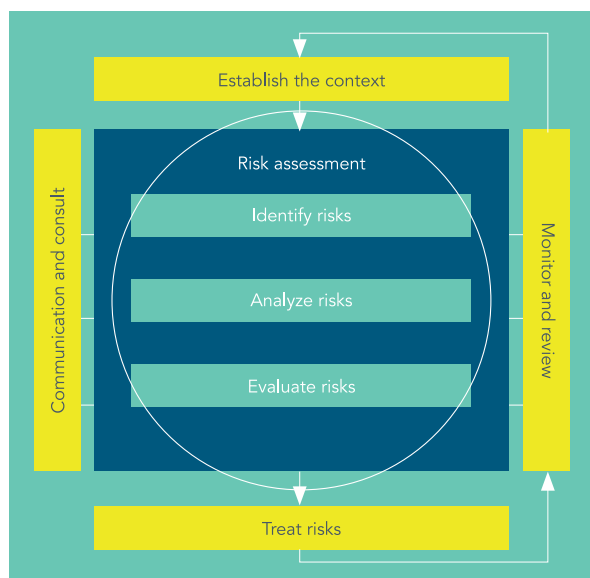 Establish the context
Risk assessment
Identify risks
Analyze risks
Evaluate risks
Communication and consult
Monitor and review
Treat risks